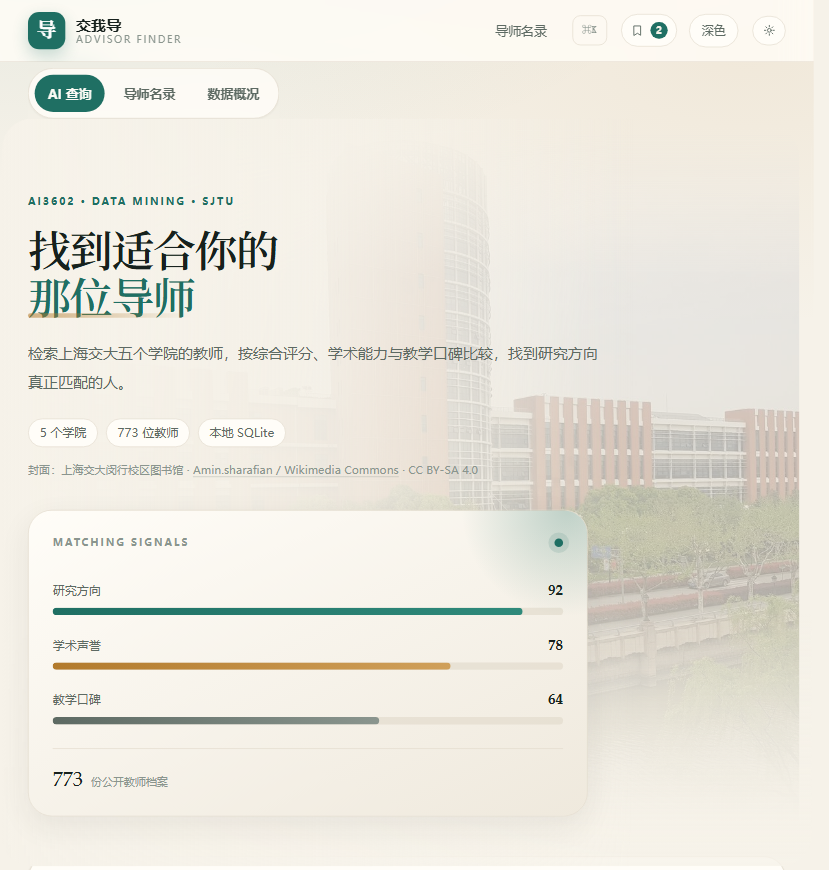 导
交我导
ADVISOR FINDER
导师名录
⌘K
2
深色
AI 查询
导师名录
数据概况
AI3602 • DATA MINING • SJTU
找到适合你的
那位导师
检索上海交大五个学院的教师，按综合评分、学术能力与教学口碑比较，找到研究方向
真正匹配的人。
5 个学院
773 位教师
本地 SQLite
封面：上海交大闵行校区图书馆 · Amin.sharafian / Wikimedia Commons · CC BY-SA 4.0
MATCHING SIGNALS
研究方向
92
学术声誉
78
教学口碑
64
773 份公开教师档案